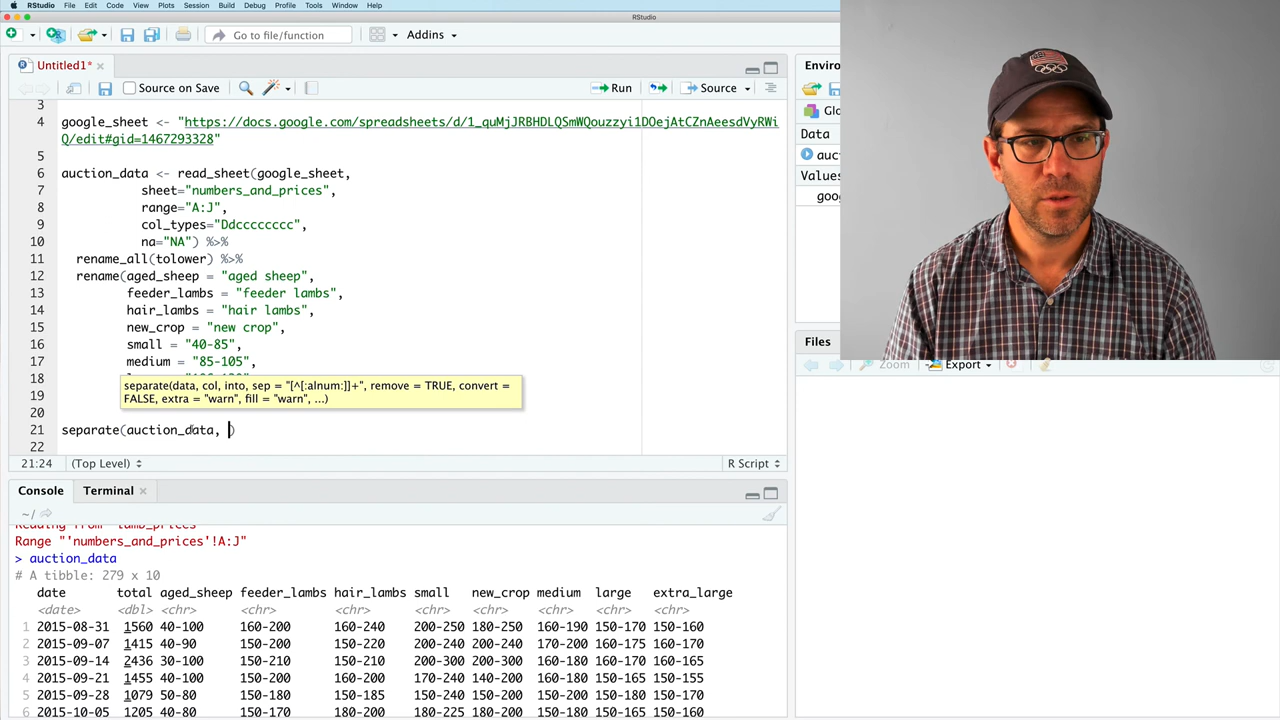 RStudio File Edit Code View Plots Session Build Debug Profile Tools Window Help
RStudio
Go to file/function Addins
Untitled1* Enviro
Source on Save Run Source
3
4 google_sheet <- "https://docs.google.com/spreadsheets/d/1_quMjJRBHDLQSmWQouzzyi1DOejAtCZnAeesdVyRWi
Q/edit#gid=1467293328"
5
6 auction_data <- read_sheet(google_sheet,
7 sheet="numbers_and_prices",
8 range="A:J",
9 col_types="Ddcccccccc",
10 na="NA") %>%
11 rename_all(tolower) %>%
12 rename(aged_sheep = "aged sheep",
13 feeder_lambs = "feeder lambs",
14 hair_lambs = "hair lambs",
15 new_crop = "new crop",
16 small = "40-85",
17 medium = "85-105",
18
separate(data, col, into, sep = "[^[:alnum:]]+", remove = TRUE, convert =
19
FALSE, extra = "warn", fill = "warn", ...)
20
21 separate(auction_data, )
22
21:24 (Top Level) R Script
Glo
Data
auct
Values
goog
Files
Zoom Export
Console Terminal
~/
Reading from 'lamb_prices'
Range "'numbers_and_prices'!A:J"
> auction_data
# A tibble: 279 x 10
date total aged_sheep feeder_lambs hair_lambs small new_crop medium large extra_large
<date> <dbl> <chr> <chr> <chr> <chr> <chr> <chr> <chr> <chr>
1 2015-08-31 1560 40-100 160-200 160-240 200-250 180-250 160-190 150-170 150-160
2 2015-09-07 1415 40-90 150-200 150-220 200-240 200-240 170-200 160-175 160-170
3 2015-09-14 2436 30-100 150-210 150-210 200-300 200-300 160-180 160-170 160-165
4 2015-09-21 1455 40-100 150-200 160-200 170-240 140-200 160-170 150-165 150-155
5 2015-09-28 1079 50-80 150-180 150-185 150-240 150-200 150-200 150-180 150-170
6 2015-10-05 1205 40-80 150-170 180-200 180-225 150-200 150-180 150-165 150-160